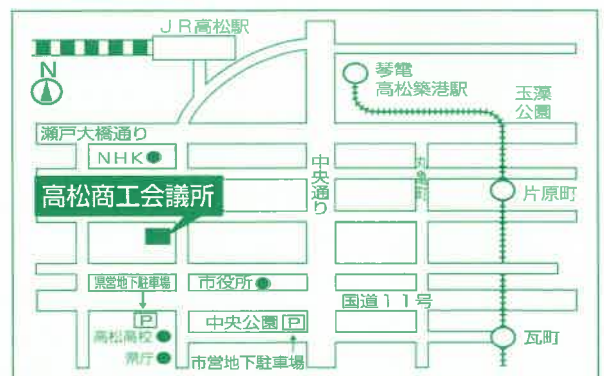 JR高松駅
N
琴電
高松築港駅
玉藻
公園
瀬戸大橋通り
NHK
中央通り
丸亀町
高松商工会議所
片原町
県営地下駐車場
市役所
国道11号
P
中央公園 P
高松高校
県庁
市営地下駐車場
瓦町